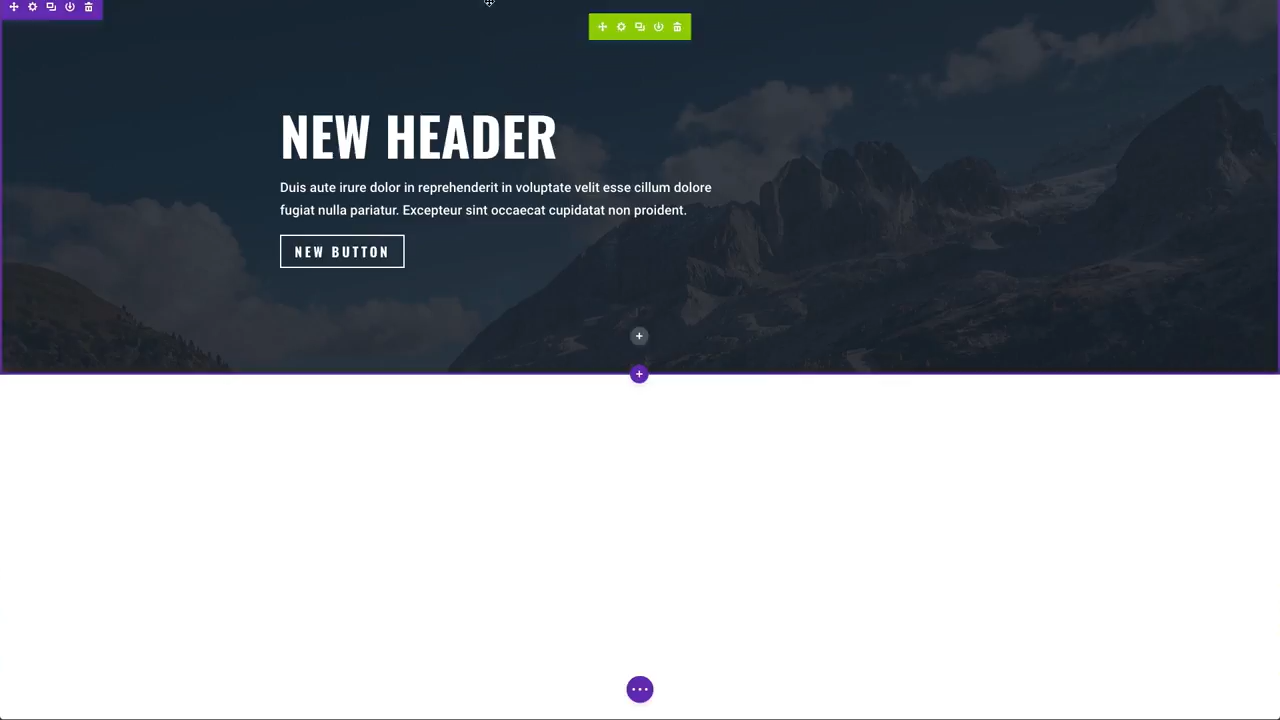 NEW HEADER
Duis aute irure dolor in reprehenderit in voluptate velit esse cillum dolore
fugiat nulla pariatur. Excepteur sint occaecat cupidatat non proident.
NEW BUTTON